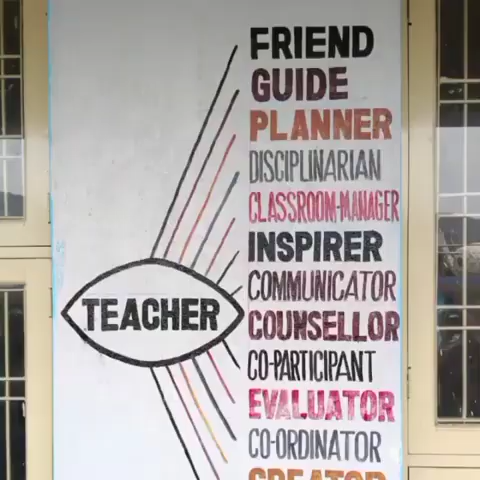 FRIEND
GUIDE
PLANNER
DISCIPLINARIAN
CLASSROOM-MANAGER
INSPIRER
COMMUNICATOR
TEACHER
COUNSELLOR
CO-PARTICIPANT
EVALUATOR
CO-ORDINATOR
CREATOR